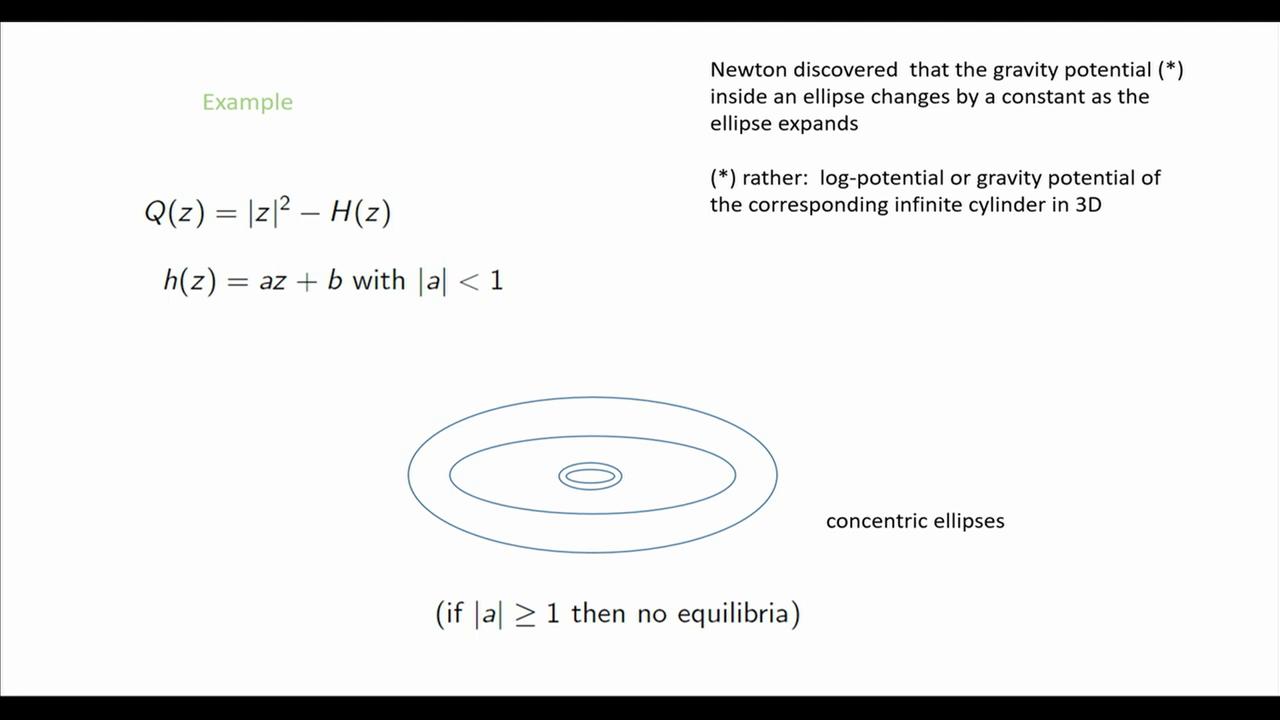 Example
Newton discovered that the gravity potential (*)
inside an ellipse changes by a constant as the
ellipse expands
(*) rather: log-potential or gravity potential of
the corresponding infinite cylinder in 3D
Q(z) = |z|² − H(z)
h(z) = az + b with |a| < 1
concentric ellipses
(if |a| ≥ 1 then no equilibria)